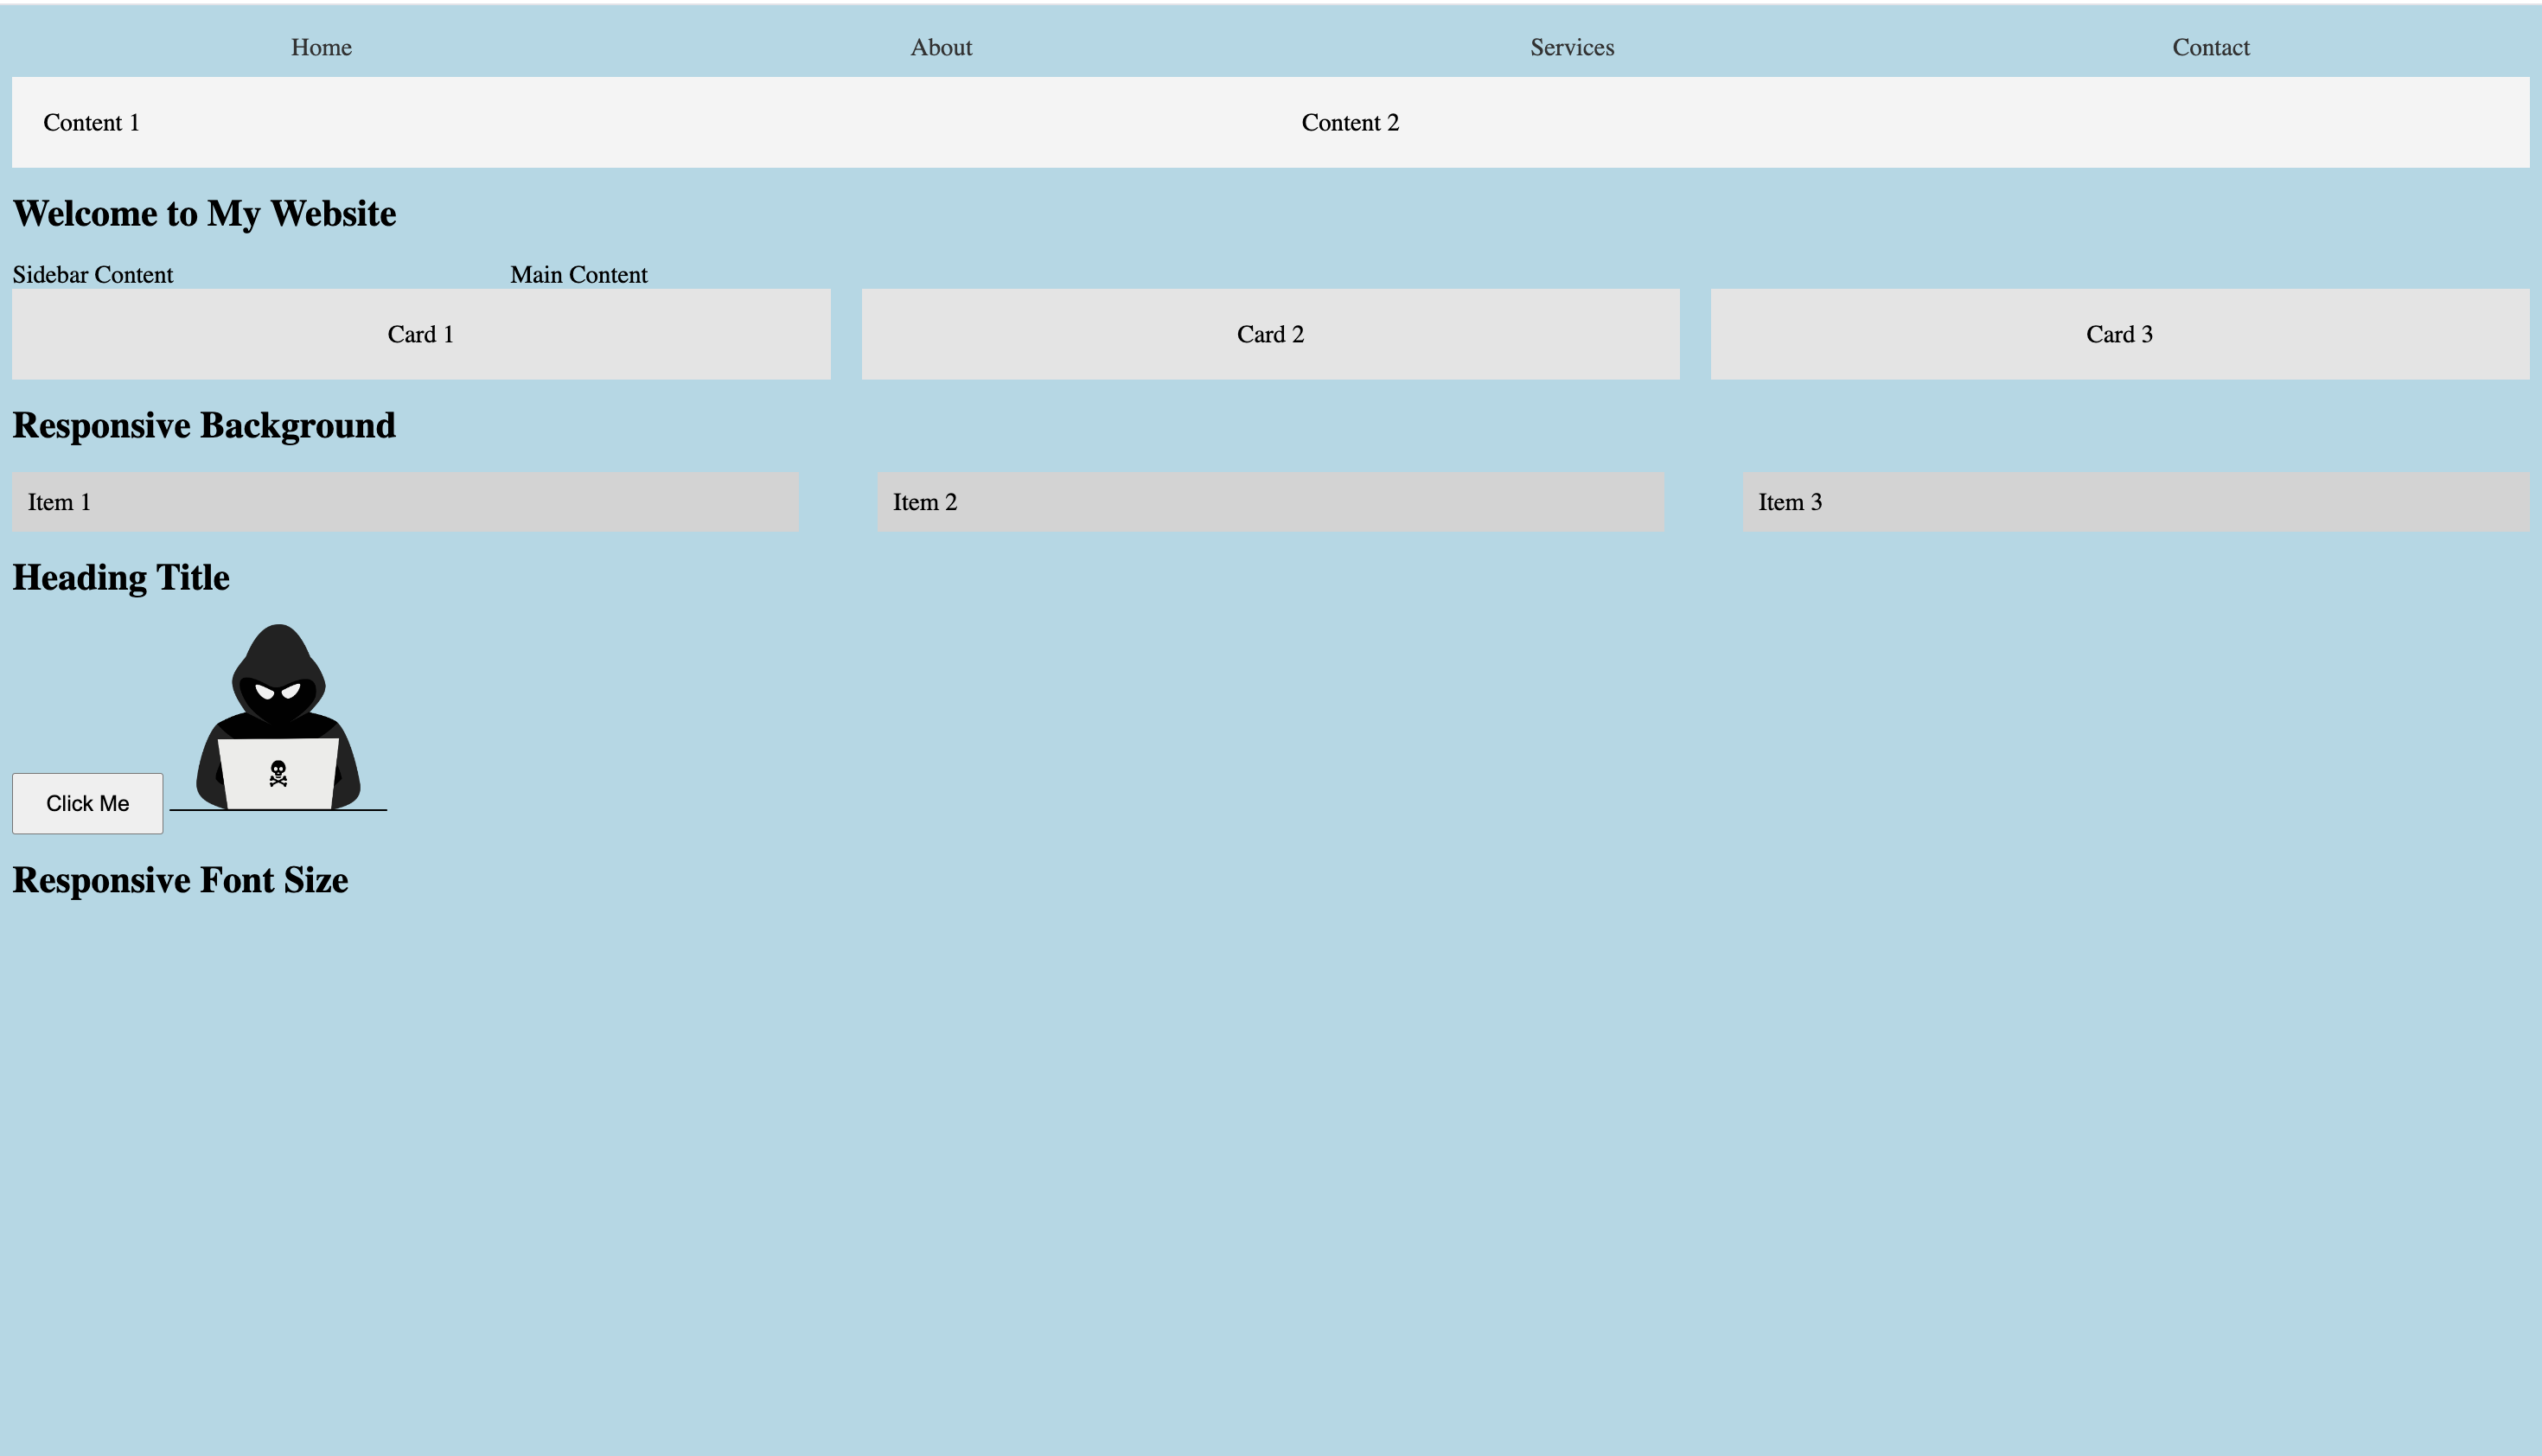 Home About Services Contact
Content 1 Content 2
Welcome to My Website
Sidebar Content Main Content
Card 1 Card 2 Card 3
Responsive Background
Item 1 Item 2 Item 3
Heading Title
Click Me
Responsive Font Size